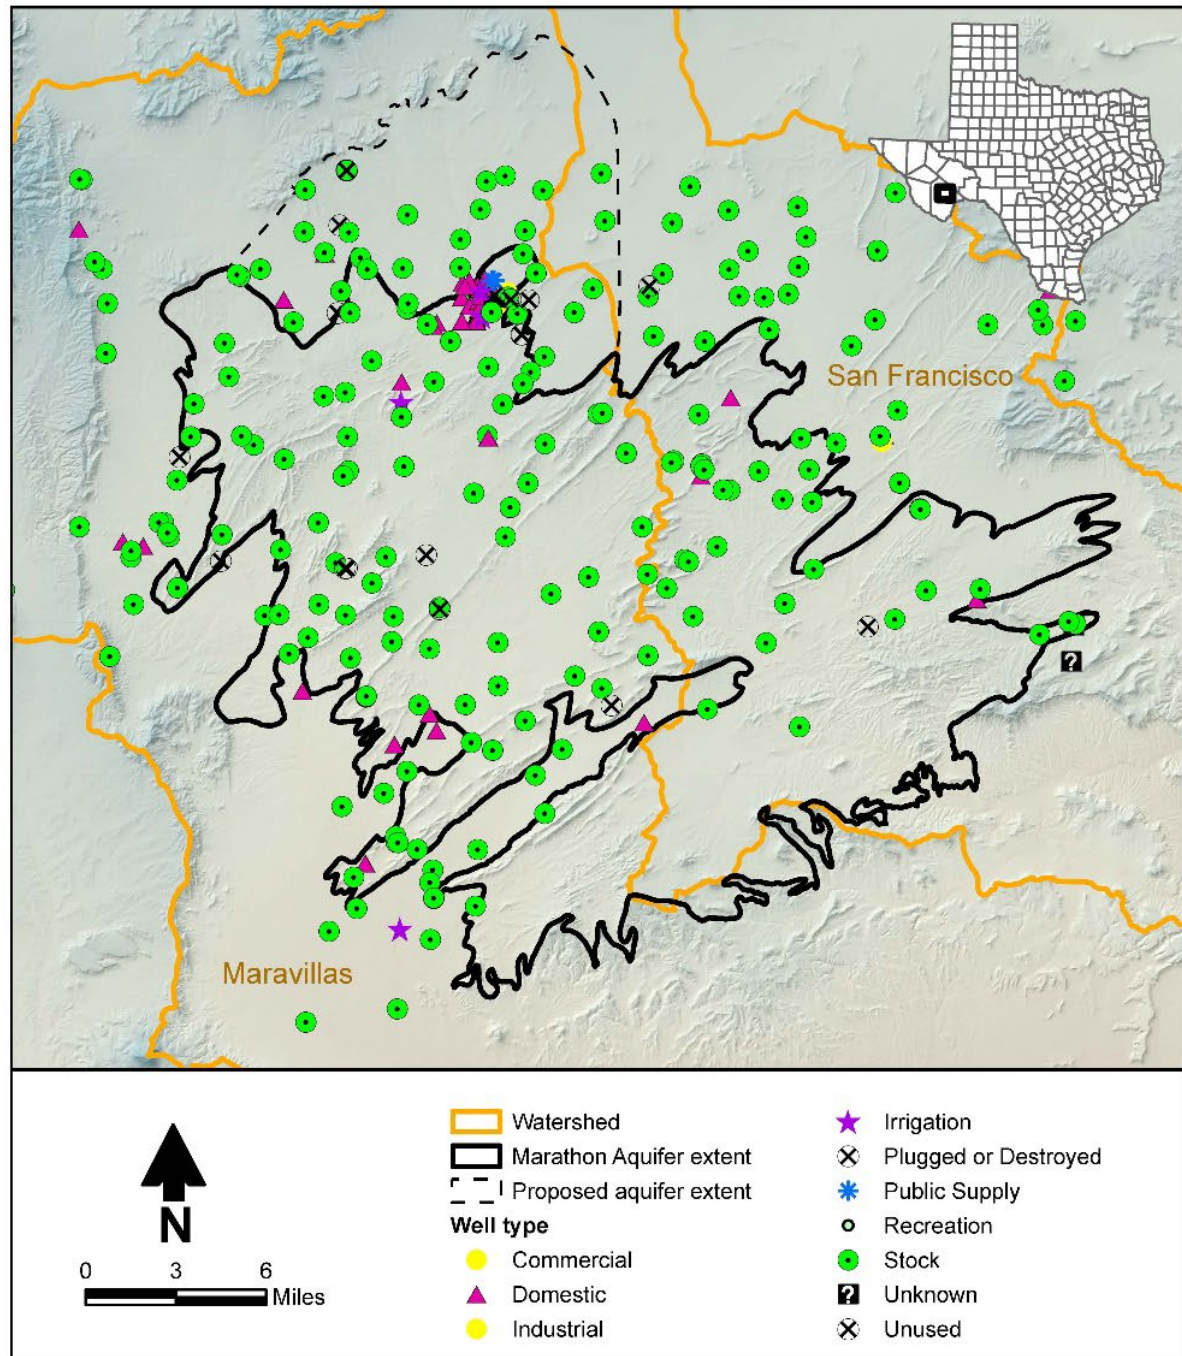 San Francisco
Maravillas
?
N
0 3 6
Miles
Watershed
Marathon Aquifer extent
Proposed aquifer extent
Well type
Commercial
Domestic
Industrial
Irrigation
Plugged or Destroyed
Public Supply
Recreation
Stock
? Unknown
Unused